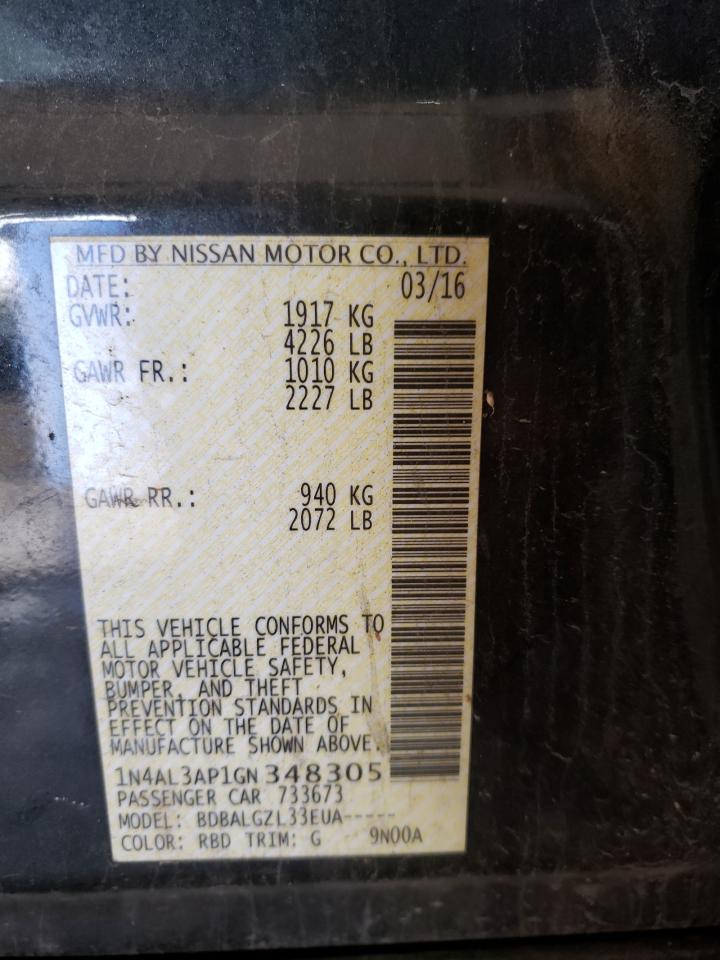 MFD BY NISSAN MOTOR CO., LTD.
DATE: 03/16
GVWR: 1917 KG
4226 LB
GAWR FR.: 1010 KG
2227 LB
GAWR RR.: 940 KG
2072 LB
THIS VEHICLE CONFORMS TO
ALL APPLICABLE FEDERAL
MOTOR VEHICLE SAFETY,
BUMPER, AND THEFT
PREVENTION STANDARDS IN
EFFECT ON THE DATE OF
MANUFACTURE SHOWN ABOVE.
1N4AL3AP1GN348305
PASSENGER CAR 733673
MODEL: BDBALGZL33EUA-----
COLOR: RBD TRIM: G 9N00A